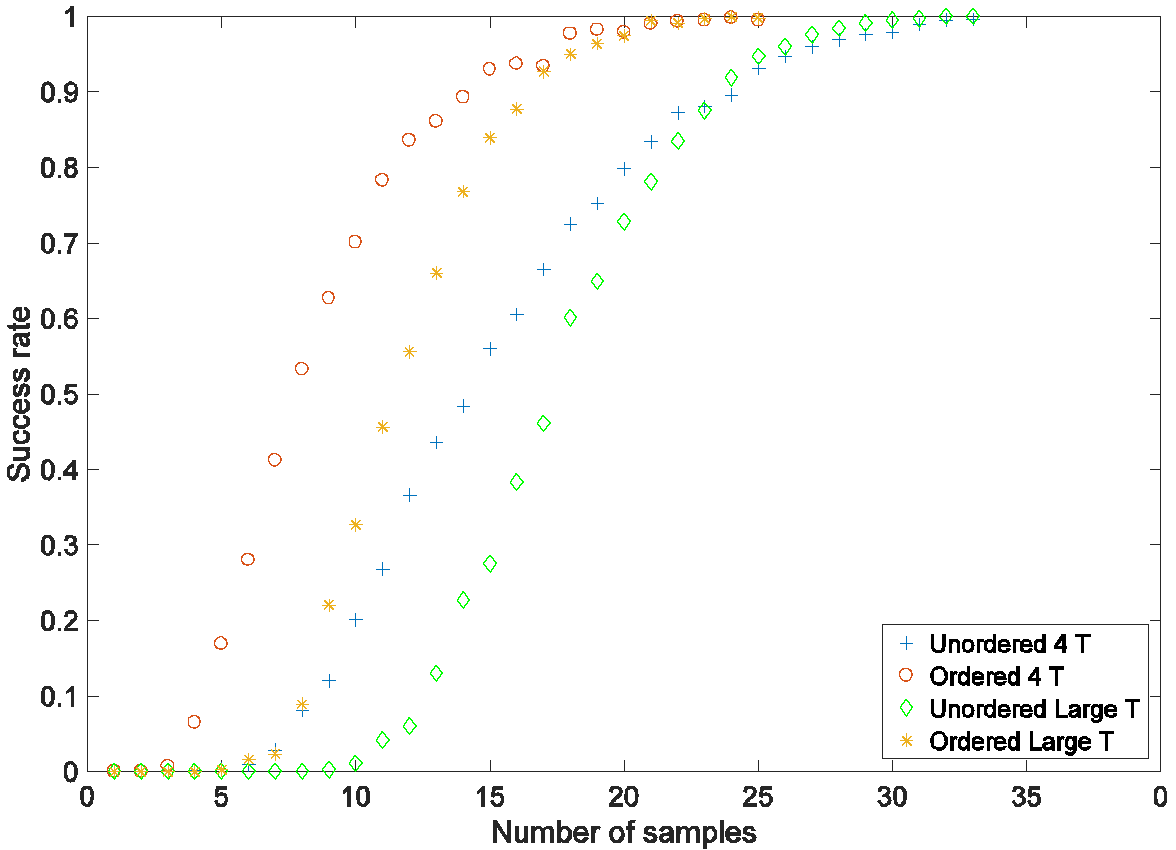 1
0.9
0.8
0.7
0.6
0.5
0.4
0.3
0.2
0.1
0
Success rate
0 5 10 15 20 25 30 35 0
Number of samples
Unordered 4 T
Ordered 4 T
Unordered Large T
Ordered Large T